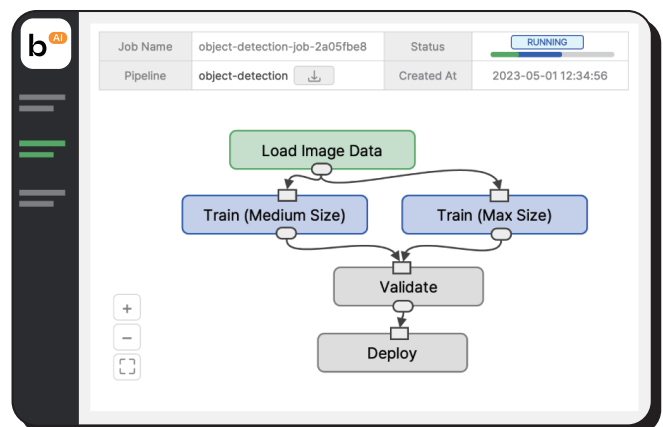 b AI
Job Name object-detection-job-2a05fbe8 Status RUNNING
Pipeline object-detection Created At 2023-05-01 12:34:56
Load Image Data
Train (Medium Size) Train (Max Size)
Validate
Deploy
+
−